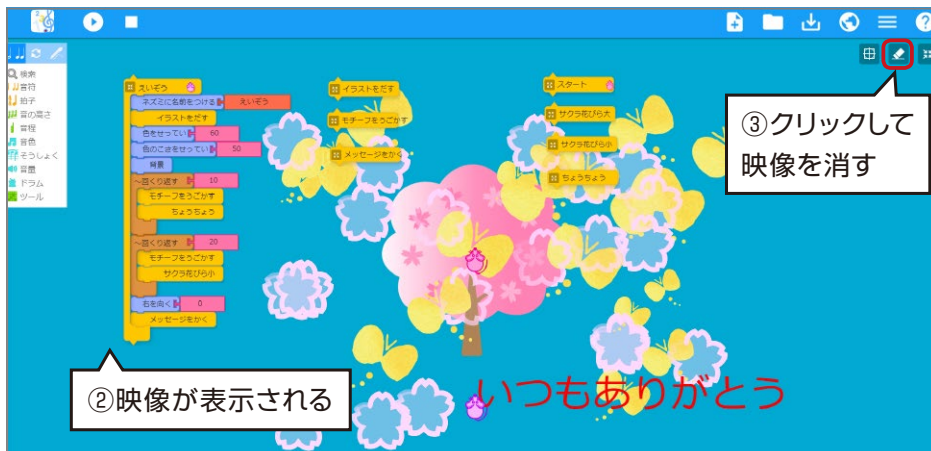 検索
音符
拍子
音の高さ
音程
音色
そうしょく
音量
ドラム
ツール
えいぞう
ネズミに名前をつける えいぞう
イラストをだす
色をせってい 60
色のこさをせってい 50
背景
〜回くり返す 10
モチーフをうごかす
ちょうちょう
〜回くり返す 20
モチーフをうごかす
サクラ花びら小
右を向く 0
メッセージをかく
イラストをだす
モチーフをうごかす
メッセージをかく
スタート
サクラ花びら大
サクラ花びら小
ちょうちょう
③クリックして
映像を消す
②映像が表示される
いつもありがとう